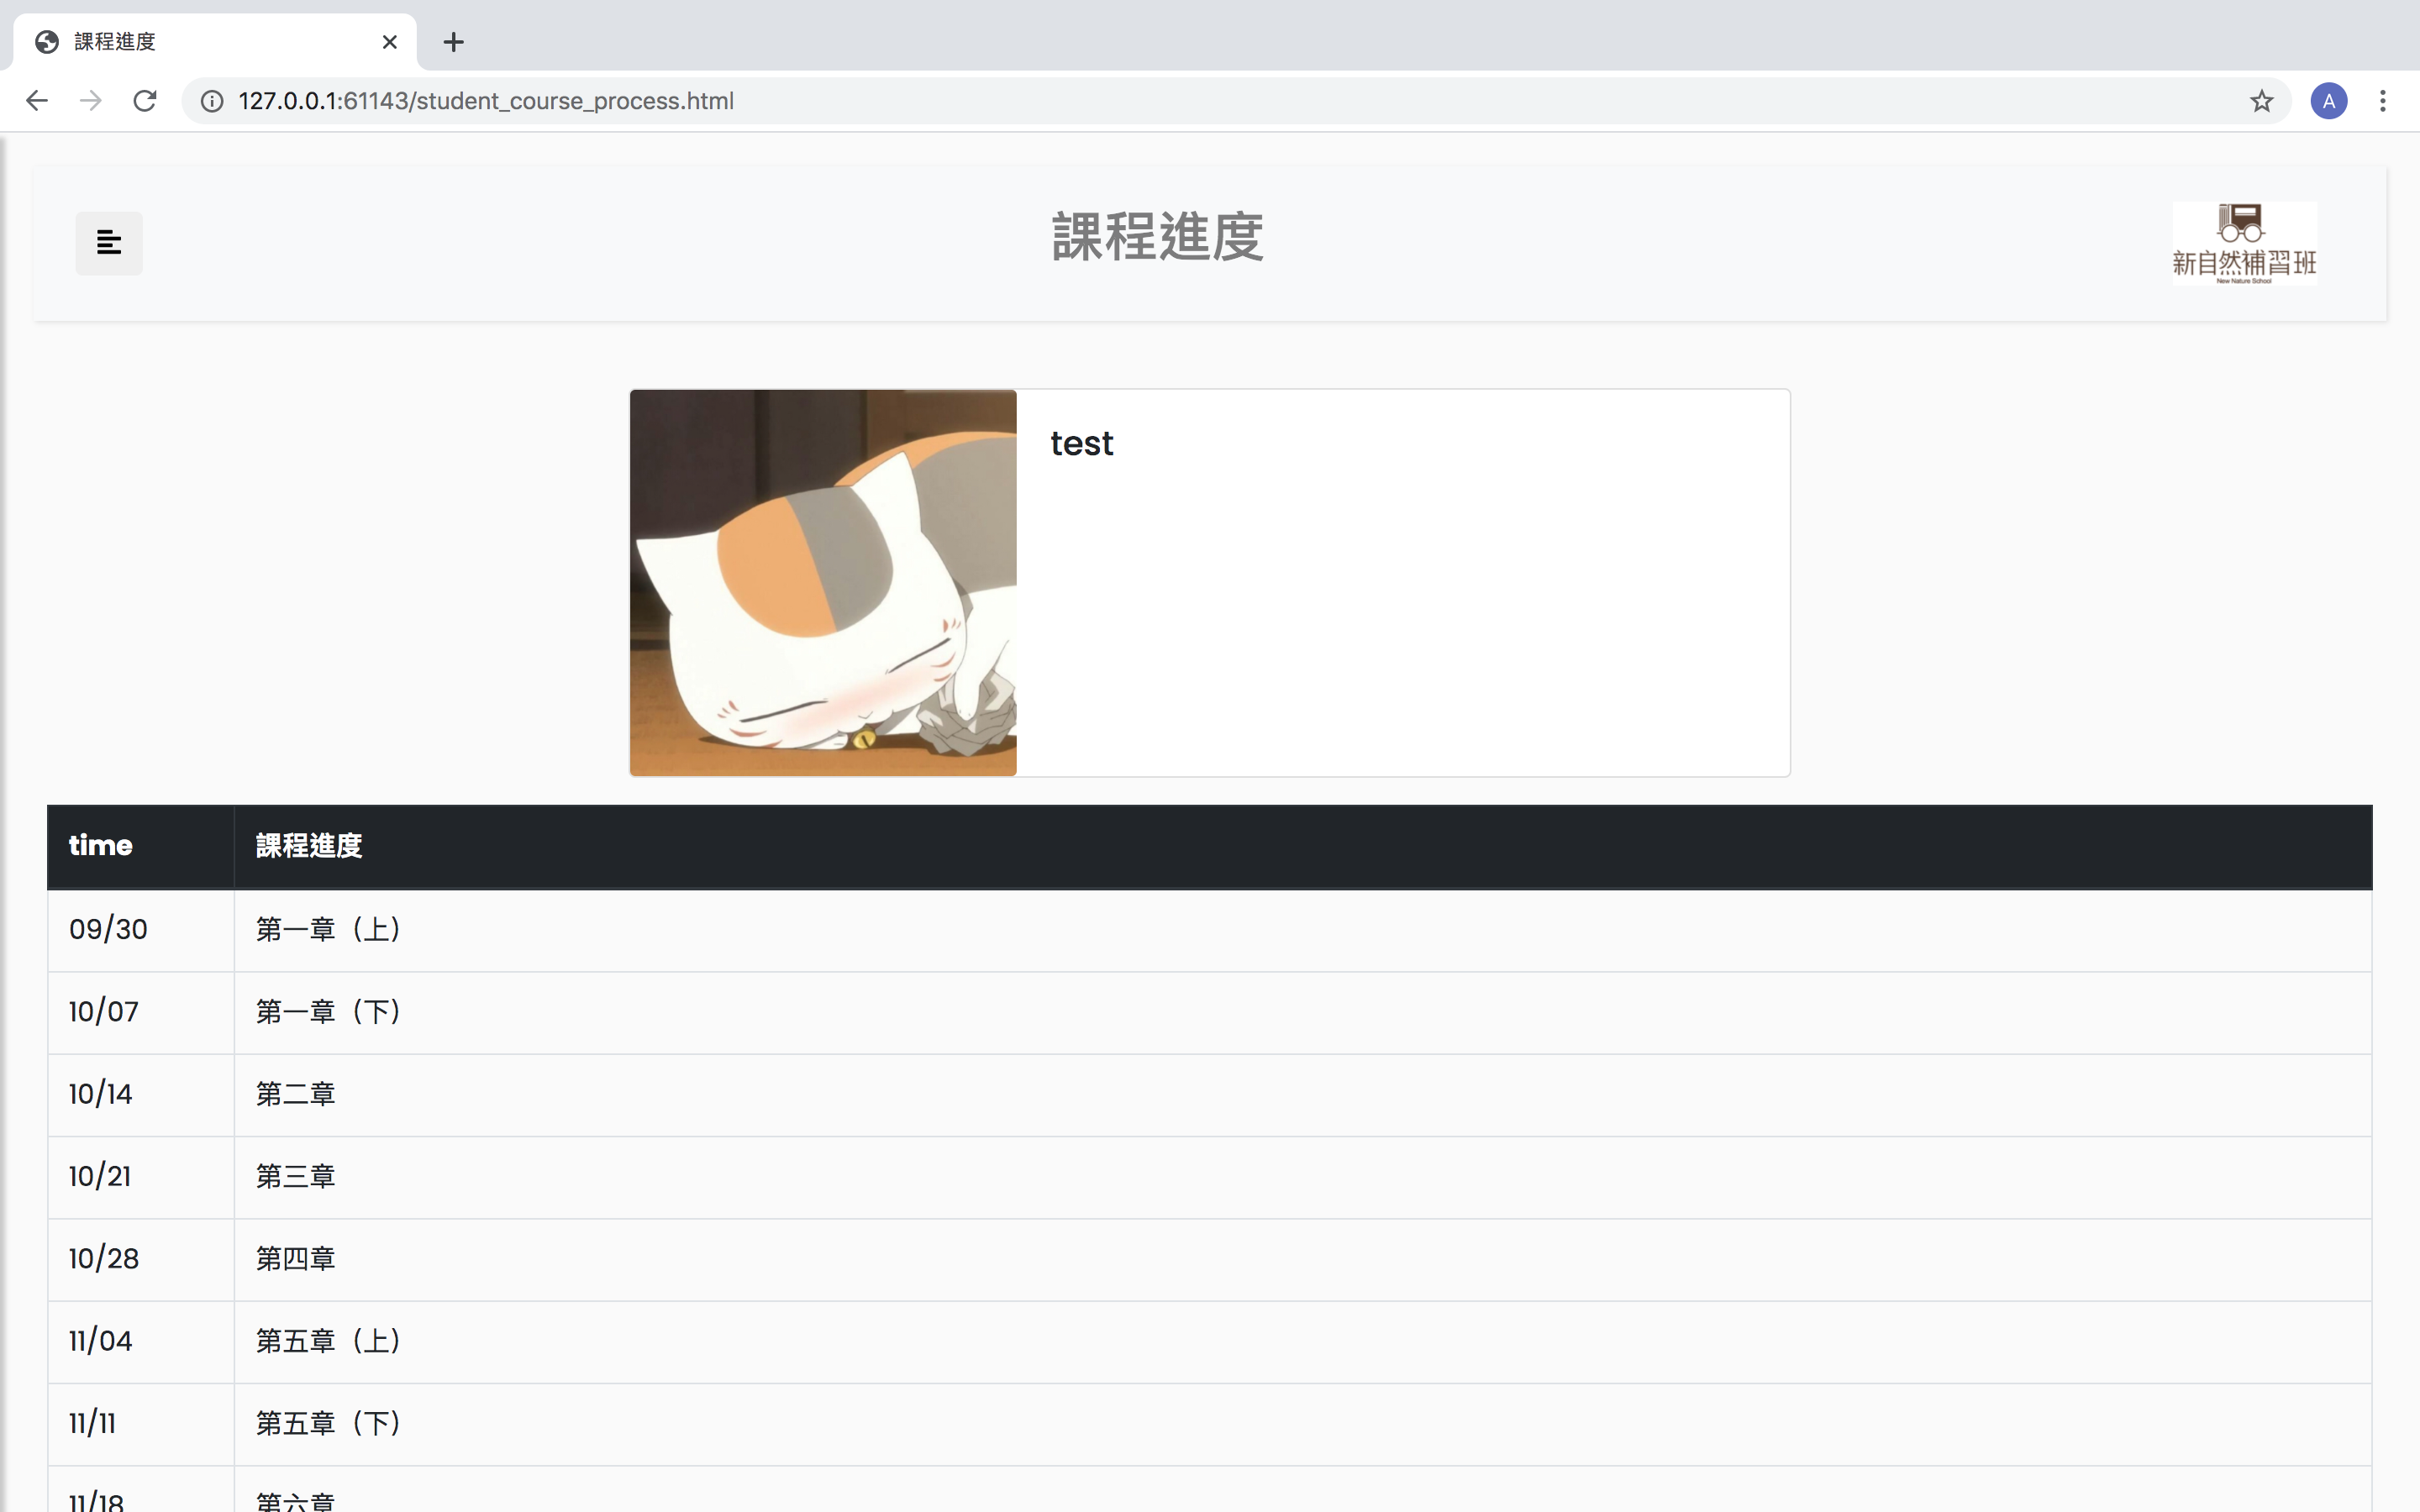 課程進度
127.0.0.1:61143/student_course_process.html
A
課程進度
新自然補習班
New Nature School
test
time 課程進度
09/30 第一章（上）
10/07 第一章（下）
10/14 第二章
10/21 第三章
10/28 第四章
11/04 第五章（上）
11/11 第五章（下）
11/18 第六章